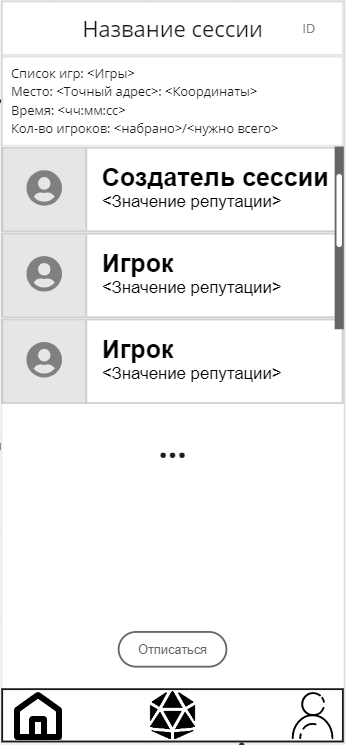 Название сессии ID
Список игр: <Игры>
Место: <Точный адрес>: <Координаты>
Время: <чч:мм:сс>
Кол-во игроков: <набрано>/<нужно всего>
Создатель сессии
<Значение репутации>
Игрок
<Значение репутации>
Игрок
<Значение репутации>
...
Отписаться